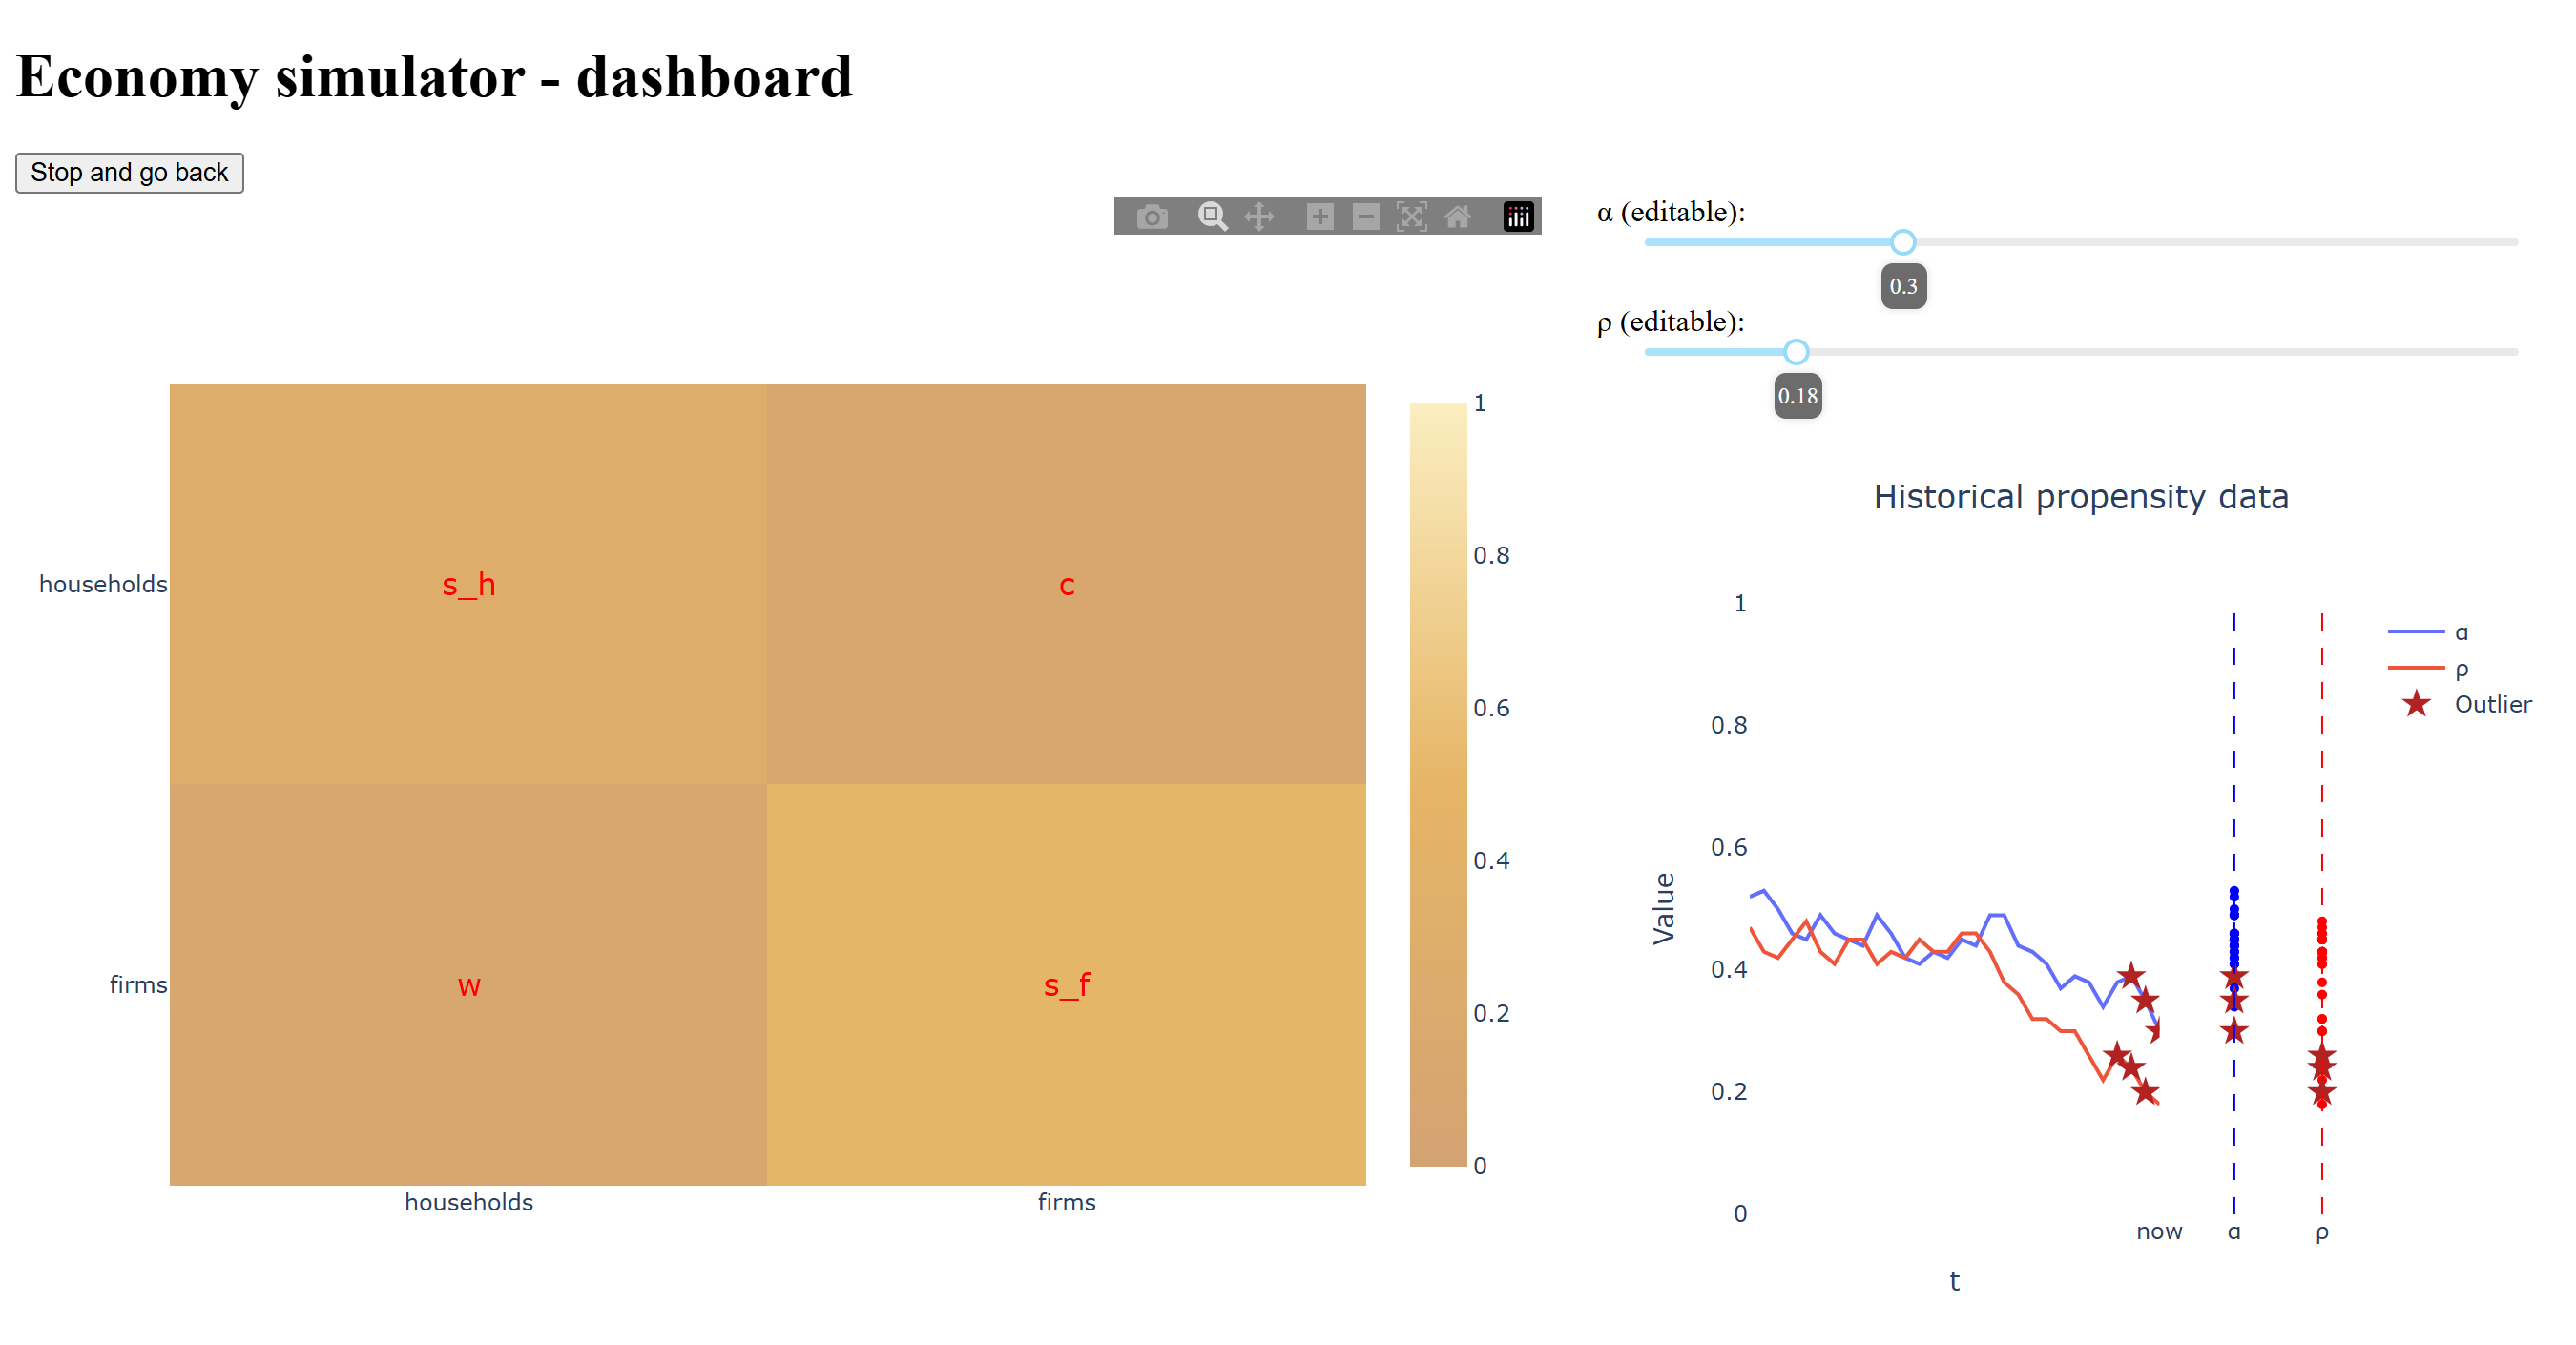 Economy simulator - dashboard
Stop and go back
α (editable):
0.3
ρ (editable):
0.18
households
firms
s_h
c
w
s_f
households
firms
1
0.8
0.6
0.4
0.2
0
Historical propensity data
Value
1
0.8
0.6
0.4
0.2
0
now
α
ρ
t
α
ρ
Outlier